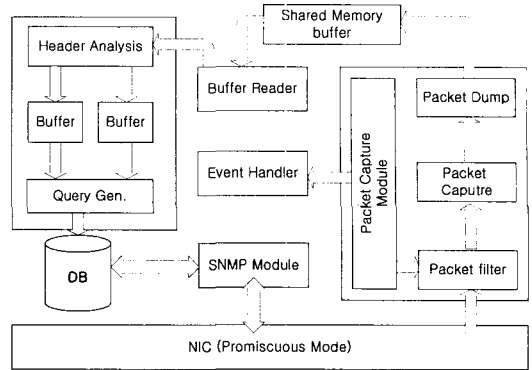 Shared Memory
buffer
Header Analysis
Buffer Reader
Packet Dump
Buffer
Buffer
Event Handler
Packet Capture
Module
Packet
Caputre
Query Gen.
DB
SNMP Module
Packet filter
NIC (Promiscuous Mode)